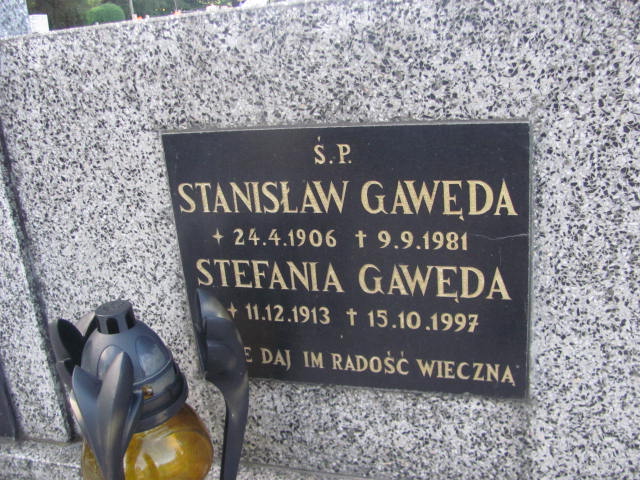 Ś.P.
STANISŁAW GAWĘDA
✦ 24.4.1906 † 9.9.1981
STEFANIA GAWĘDA
✦ 11.12.1913 † 15.10.1997
DAJ IM RADOŚĆ WIECZNĄ